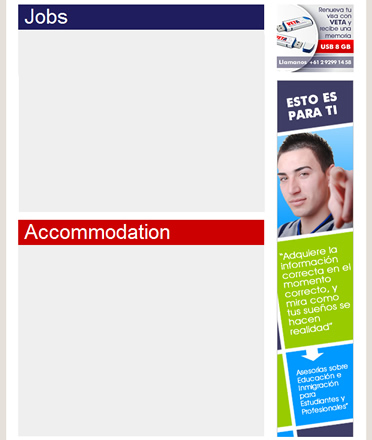 Jobs
Accommodation
Renueva tu
visa con
VETA y
recibe una
memoria
USB 8 GB
VETA
Llamanos +61 2 9299 14 58
ESTO ES
PARA TI
"Adquiere la
información
correcta en el
momento
correcto, y
mira como
tus sueños se
hacen
realidad"
Asesorias sobre
Educación e
Inmigración
para
Estudiantes y
Profesionales"